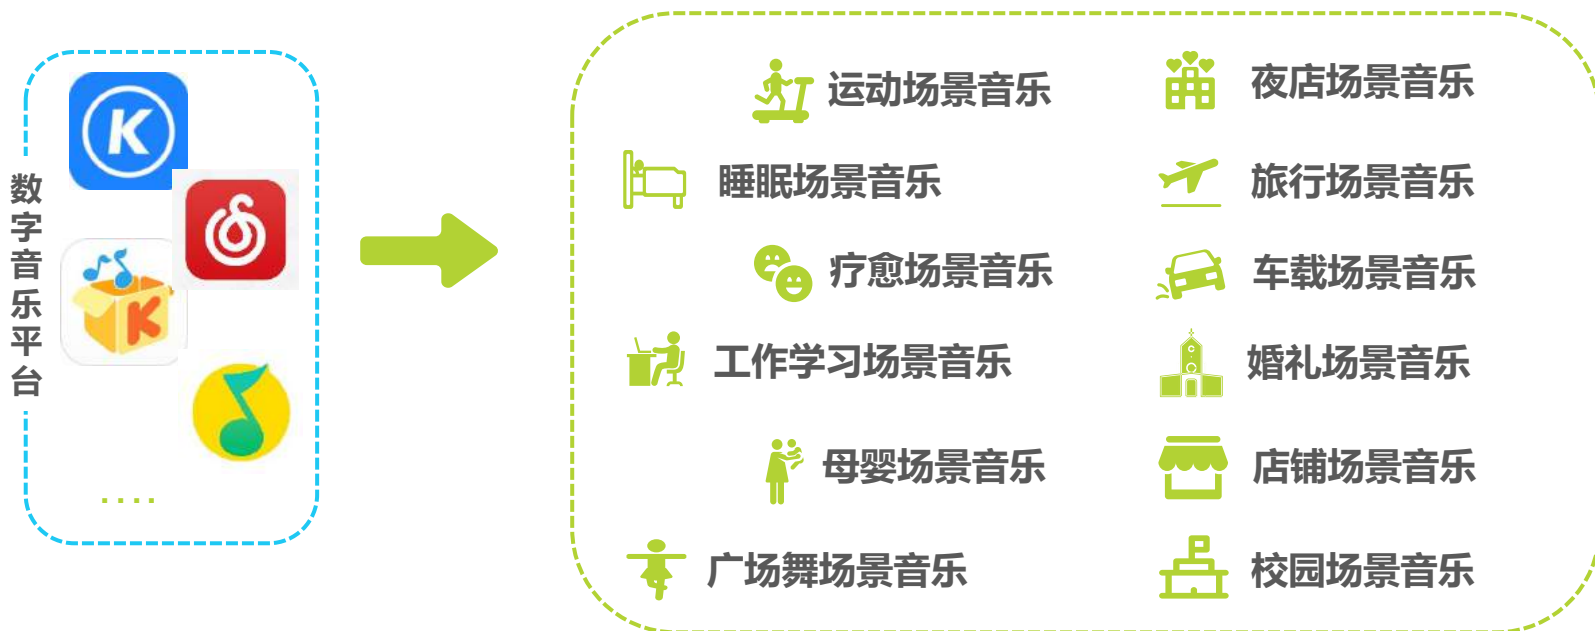 数字音乐平台
K
K
....
运动场景音乐
睡眠场景音乐
疗愈场景音乐
工作学习场景音乐
母婴场景音乐
广场舞场景音乐
夜店场景音乐
旅行场景音乐
车载场景音乐
婚礼场景音乐
店铺场景音乐
校园场景音乐